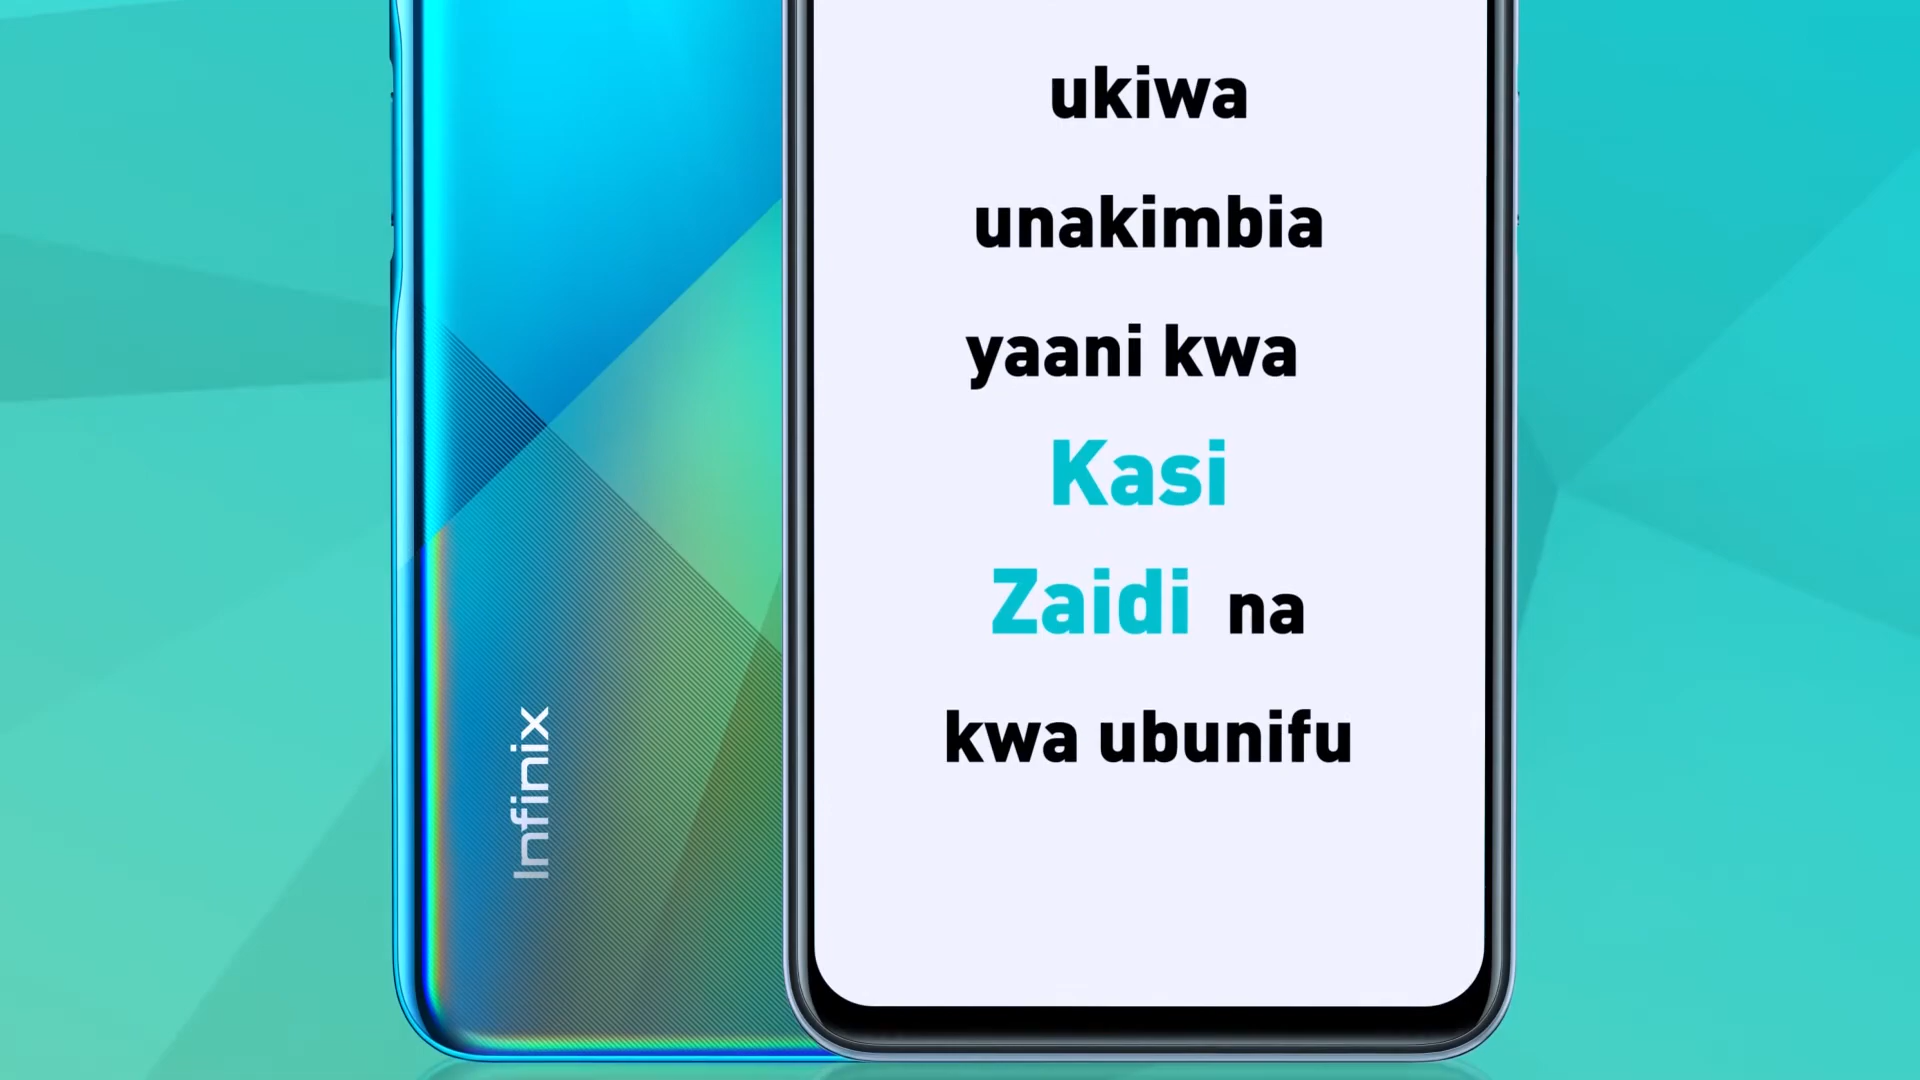 ukiwa
unakimbia
yaani kwa
Kasi
Zaidi na
kwa ubunifu
Infinix